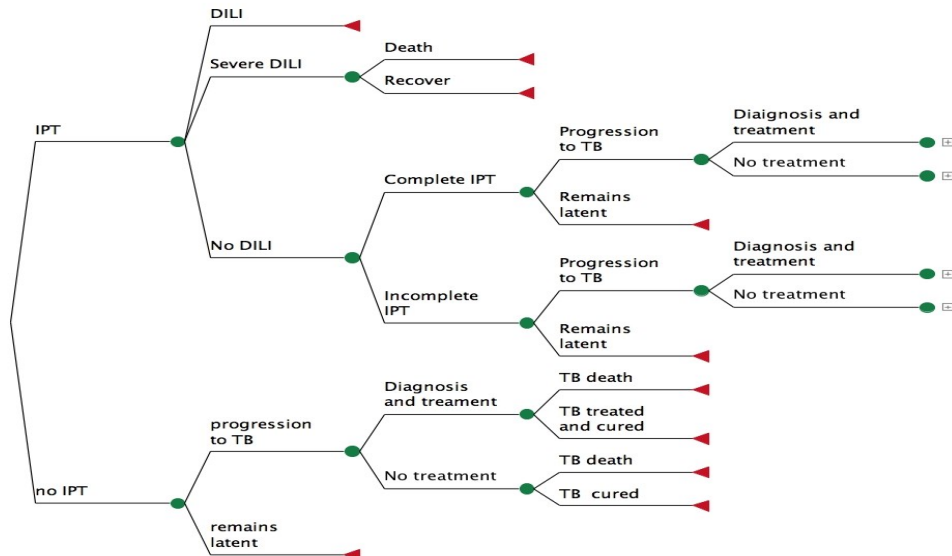 DILI
Death
Severe DILI
Recover
IPT
Progression
to TB
Diaignosis and
treatment
No treatment
Complete IPT
Remains
latent
No DILI
Progression
to TB
Diagnosis and
treatment
No treatment
Incomplete
IPT
Remains
latent
Diagnosis
and treament
TB death
TB treated
and cured
progression
to TB
No treatment
TB death
TB cured
no IPT
remains
latent